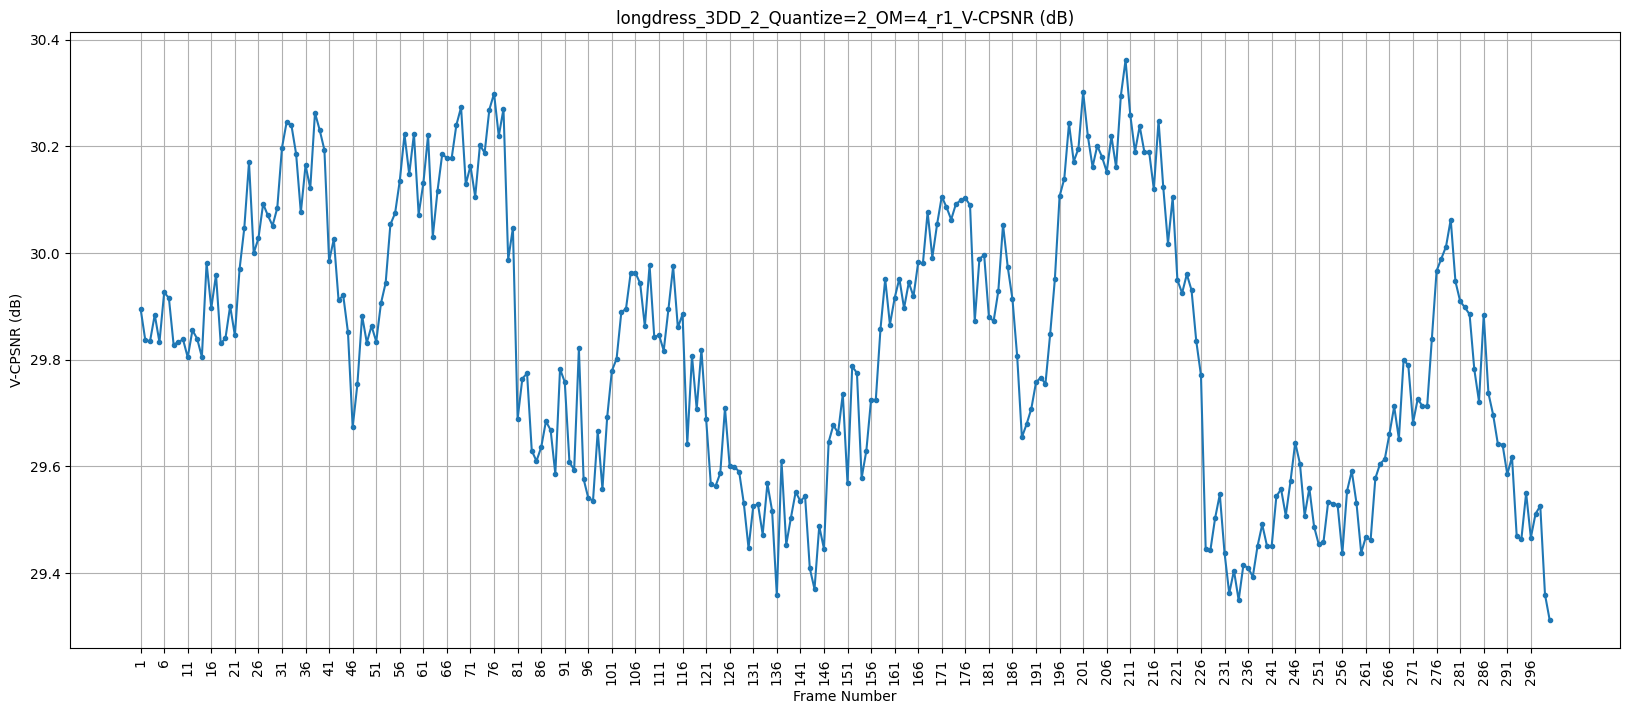 longdress_3DD_2_Quantize=2_OM=4_r1_V-CPSNR (dB)
30.4
30.2
30.0
29.8
29.6
29.4
V-CPSNR (dB)
1 6 11 16 21 26 31 36 41 46 51 56 61 66 71 76 81 86 91 96 101 106 111 116 121 126 131 136 141 146 151 156 161 166 171 176 181 186 191 196 201 206 211 216 221 226 231 236 241 246 251 256 261 266 271 276 281 286 291 296
Frame Number